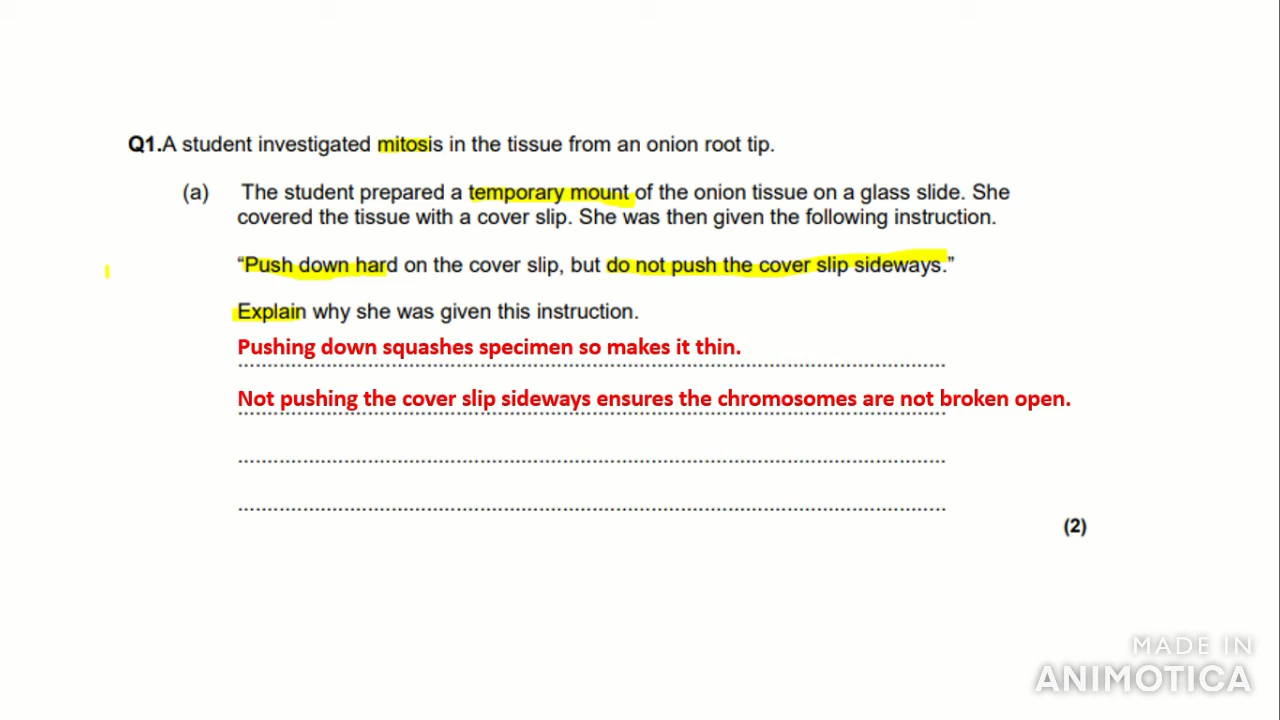 Q1.A student investigated mitosis in the tissue from an onion root tip.
(a) The student prepared a temporary mount of the onion tissue on a glass slide. She
covered the tissue with a cover slip. She was then given the following instruction.
“Push down hard on the cover slip, but do not push the cover slip sideways.”
Explain why she was given this instruction.
Pushing down squashes specimen so makes it thin.
Not pushing the cover slip sideways ensures the chromosomes are not broken open.
(2)
MADE IN
ANIMOTICA